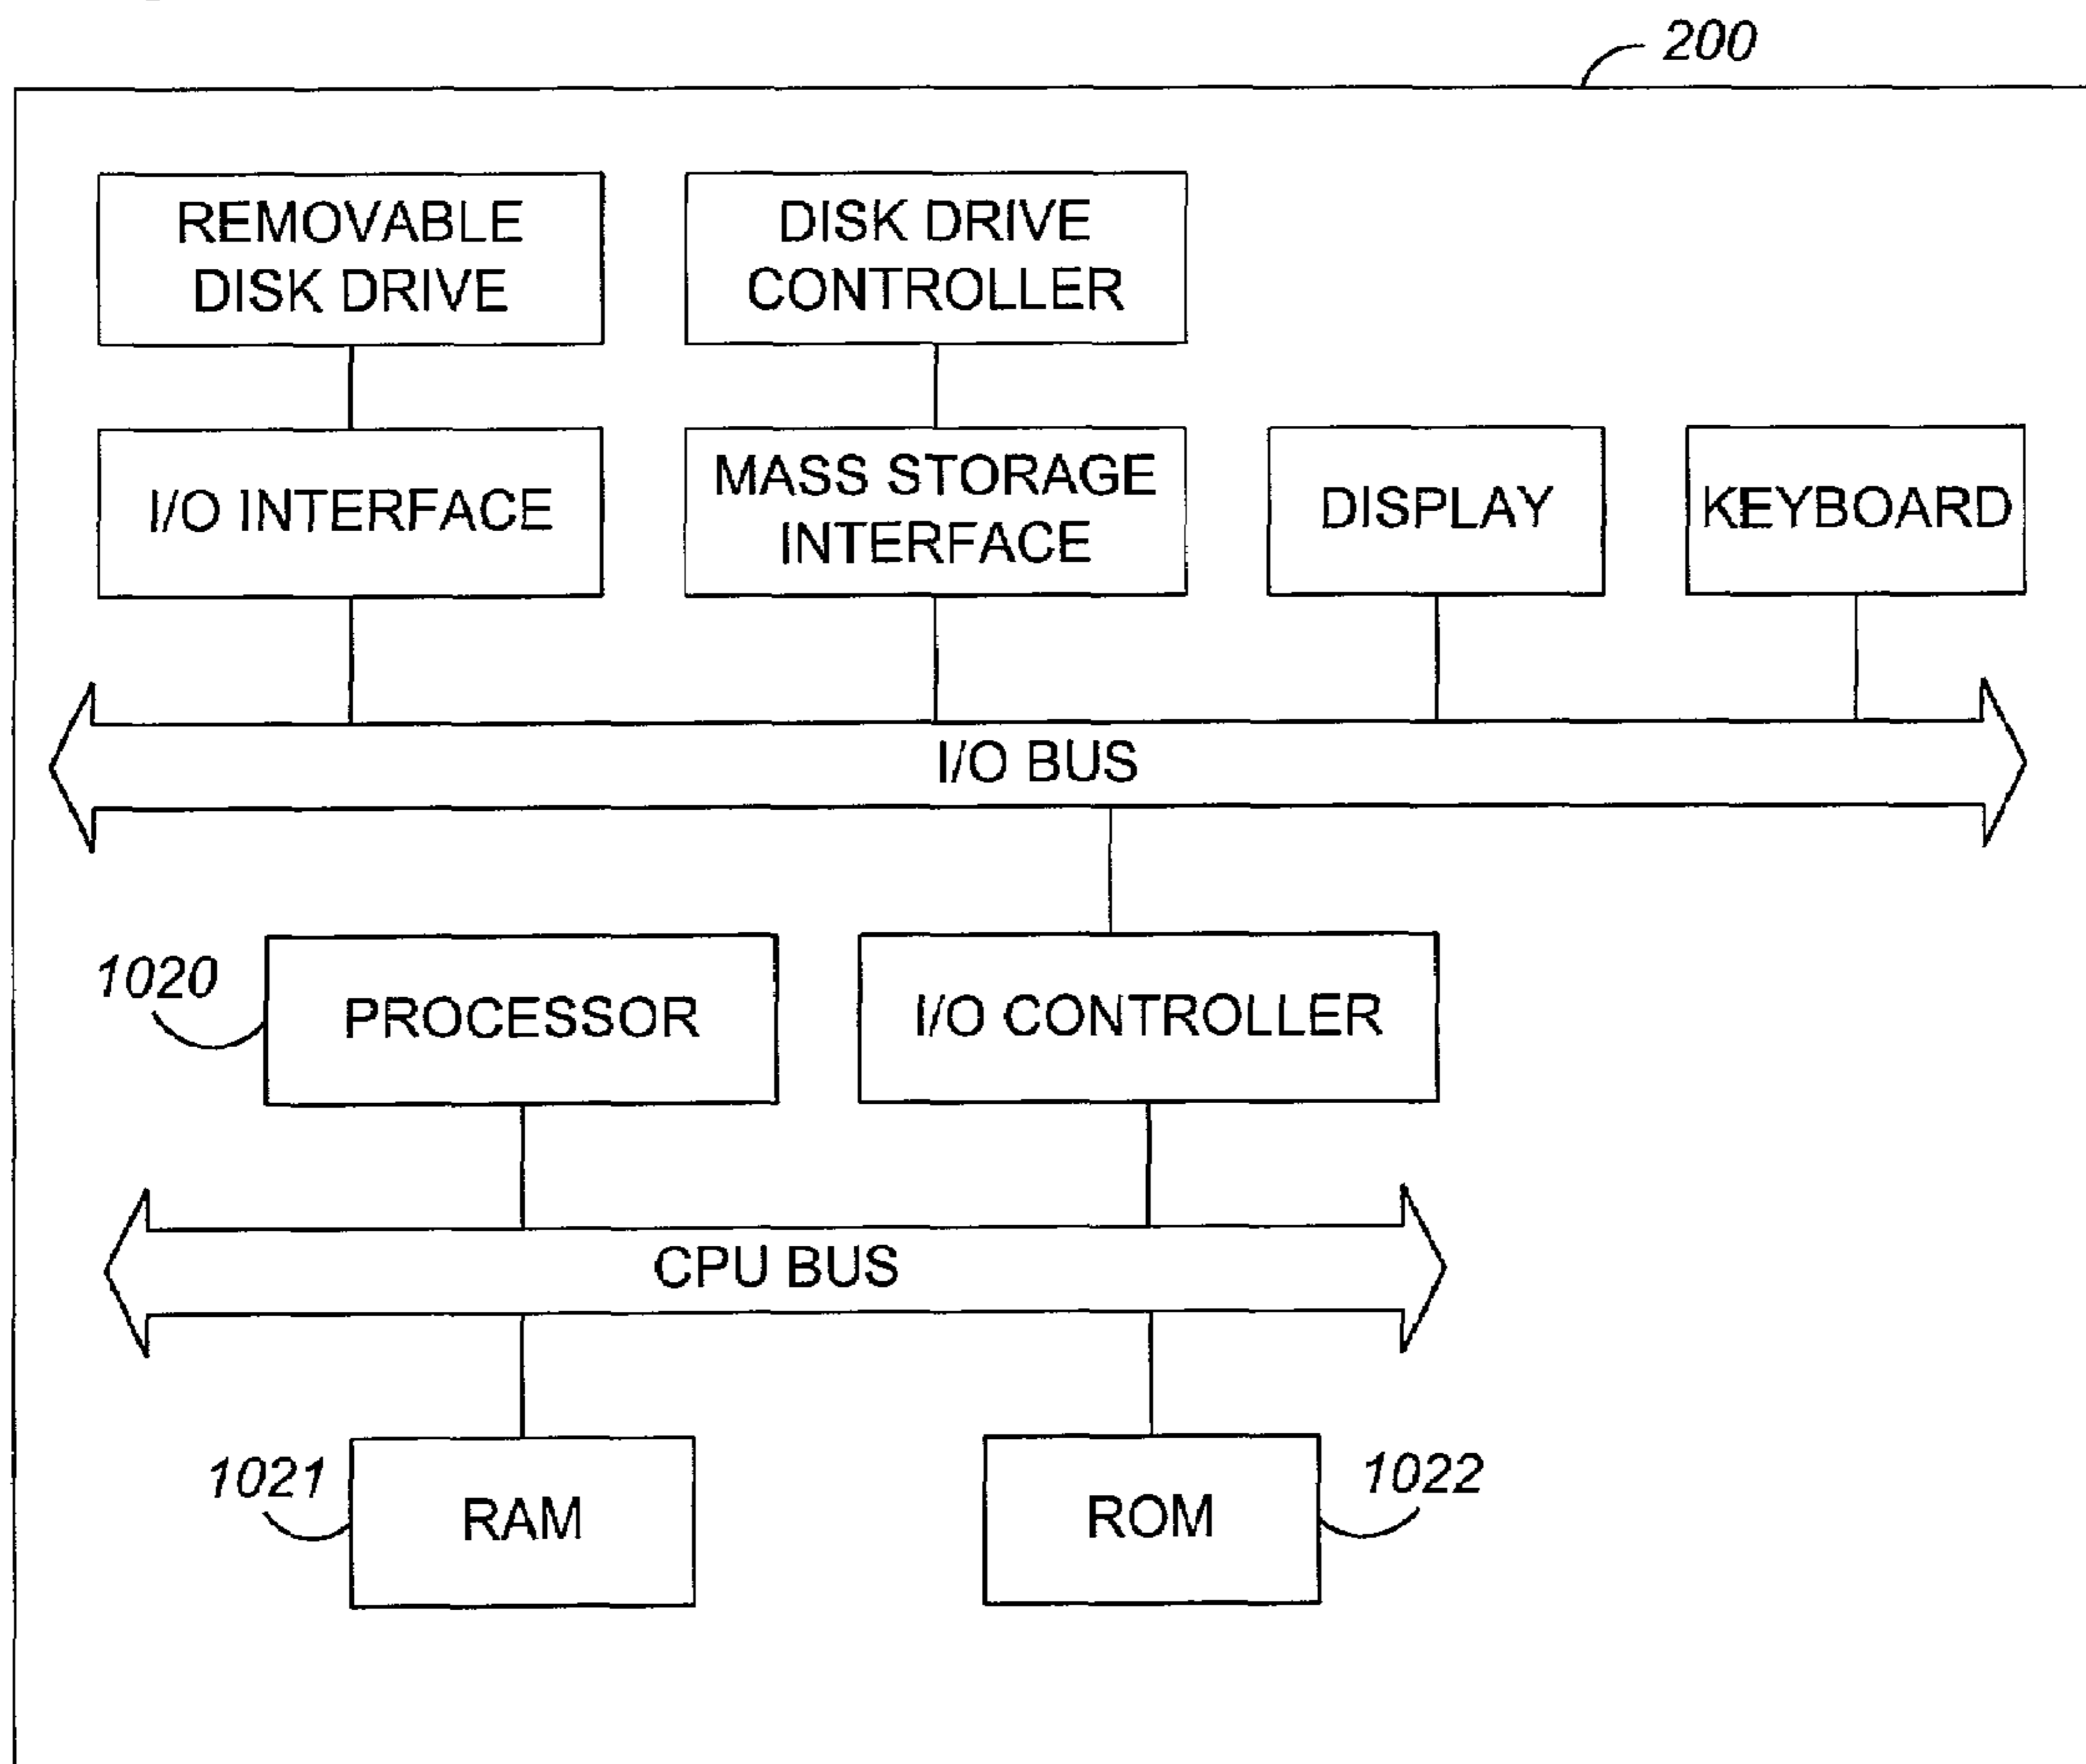 200
REMOVABLE
DISK DRIVE
DISK DRIVE
CONTROLLER
I/O INTERFACE
MASS STORAGE
INTERFACE
DISPLAY
KEYBOARD
I/O BUS
1020
PROCESSOR
I/O CONTROLLER
CPU BUS
1021
RAM
ROM
1022